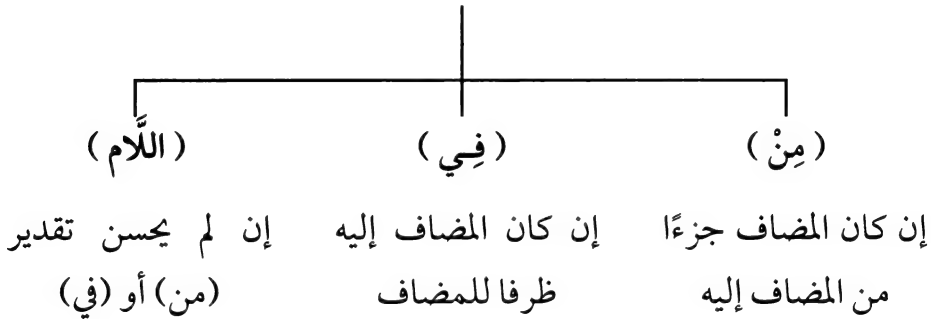 (مِنْ)
إن كان المضاف جزءًا
من المضاف إليه
(فِي)
إن كان المضاف إليه
ظرفا للمضاف
(اللَّام)
إن لم يحسن تقدير
(من) أو (في)